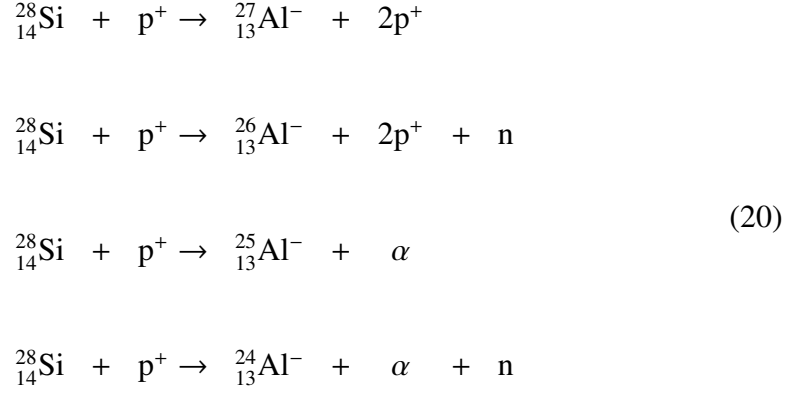 ²⁸₁₄Si + p⁺ → ²⁷₁₃Al⁻ + 2p⁺
²⁸₁₄Si + p⁺ → ²⁶₁₃Al⁻ + 2p⁺ + n
(20)
²⁸₁₄Si + p⁺ → ²⁵₁₃Al⁻ + α
²⁸₁₄Si + p⁺ → ²⁴₁₃Al⁻ + α + n